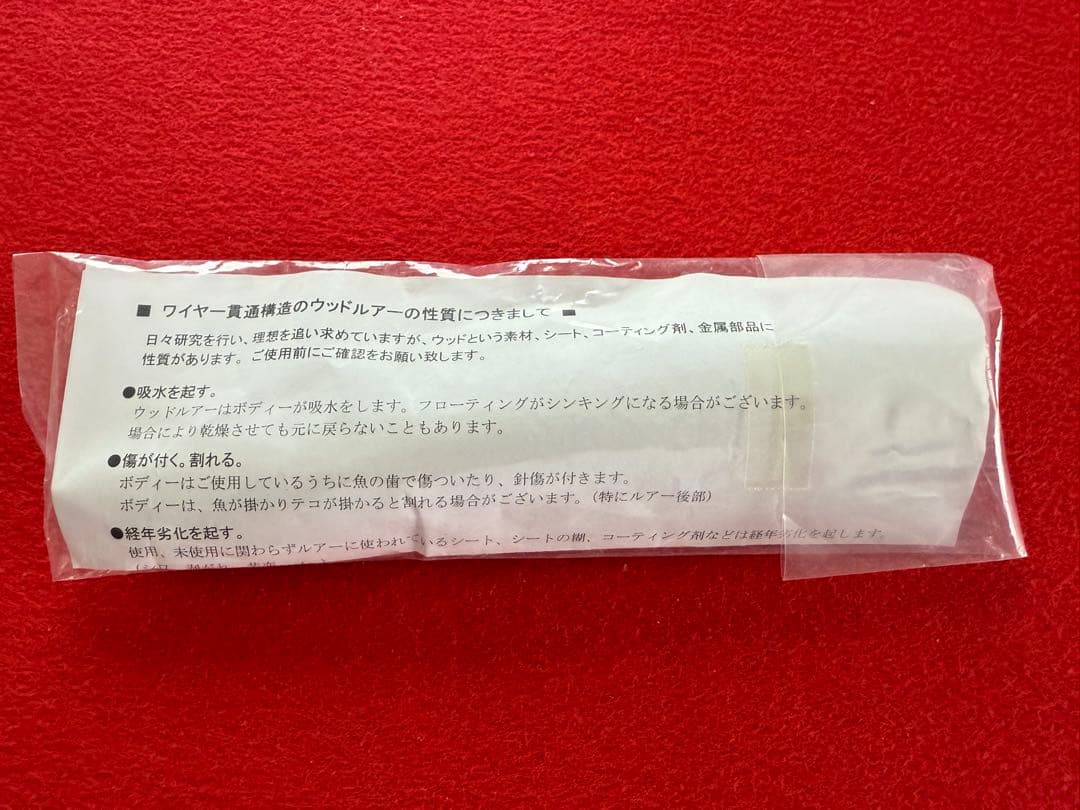 ■ ワイヤー貫通構造のウッドルアーの性質につきまして ■
日々研究を行い、理想を追い求めていますが、ウッドという素材、シート、コーティング剤、金属部品に
性質があります。ご使用前にご確認をお願い致します。
●吸水を起す。
ウッドルアーはボディーが吸水をします。フローティングがシンキングになる場合がございます。
場合により乾燥させても元に戻らないこともあります。
●傷が付く。割れる。
ボディーはご使用しているうちに魚の歯で傷ついたり、針傷が付きます。
ボディーは、魚が掛かりテコが掛かると割れる場合がございます。（特にルアー後部）
●経年劣化を起す。
使用、未使用に関わらずルアーに使われているシート、シートの糊、コーティング剤などは経年劣化を起します。